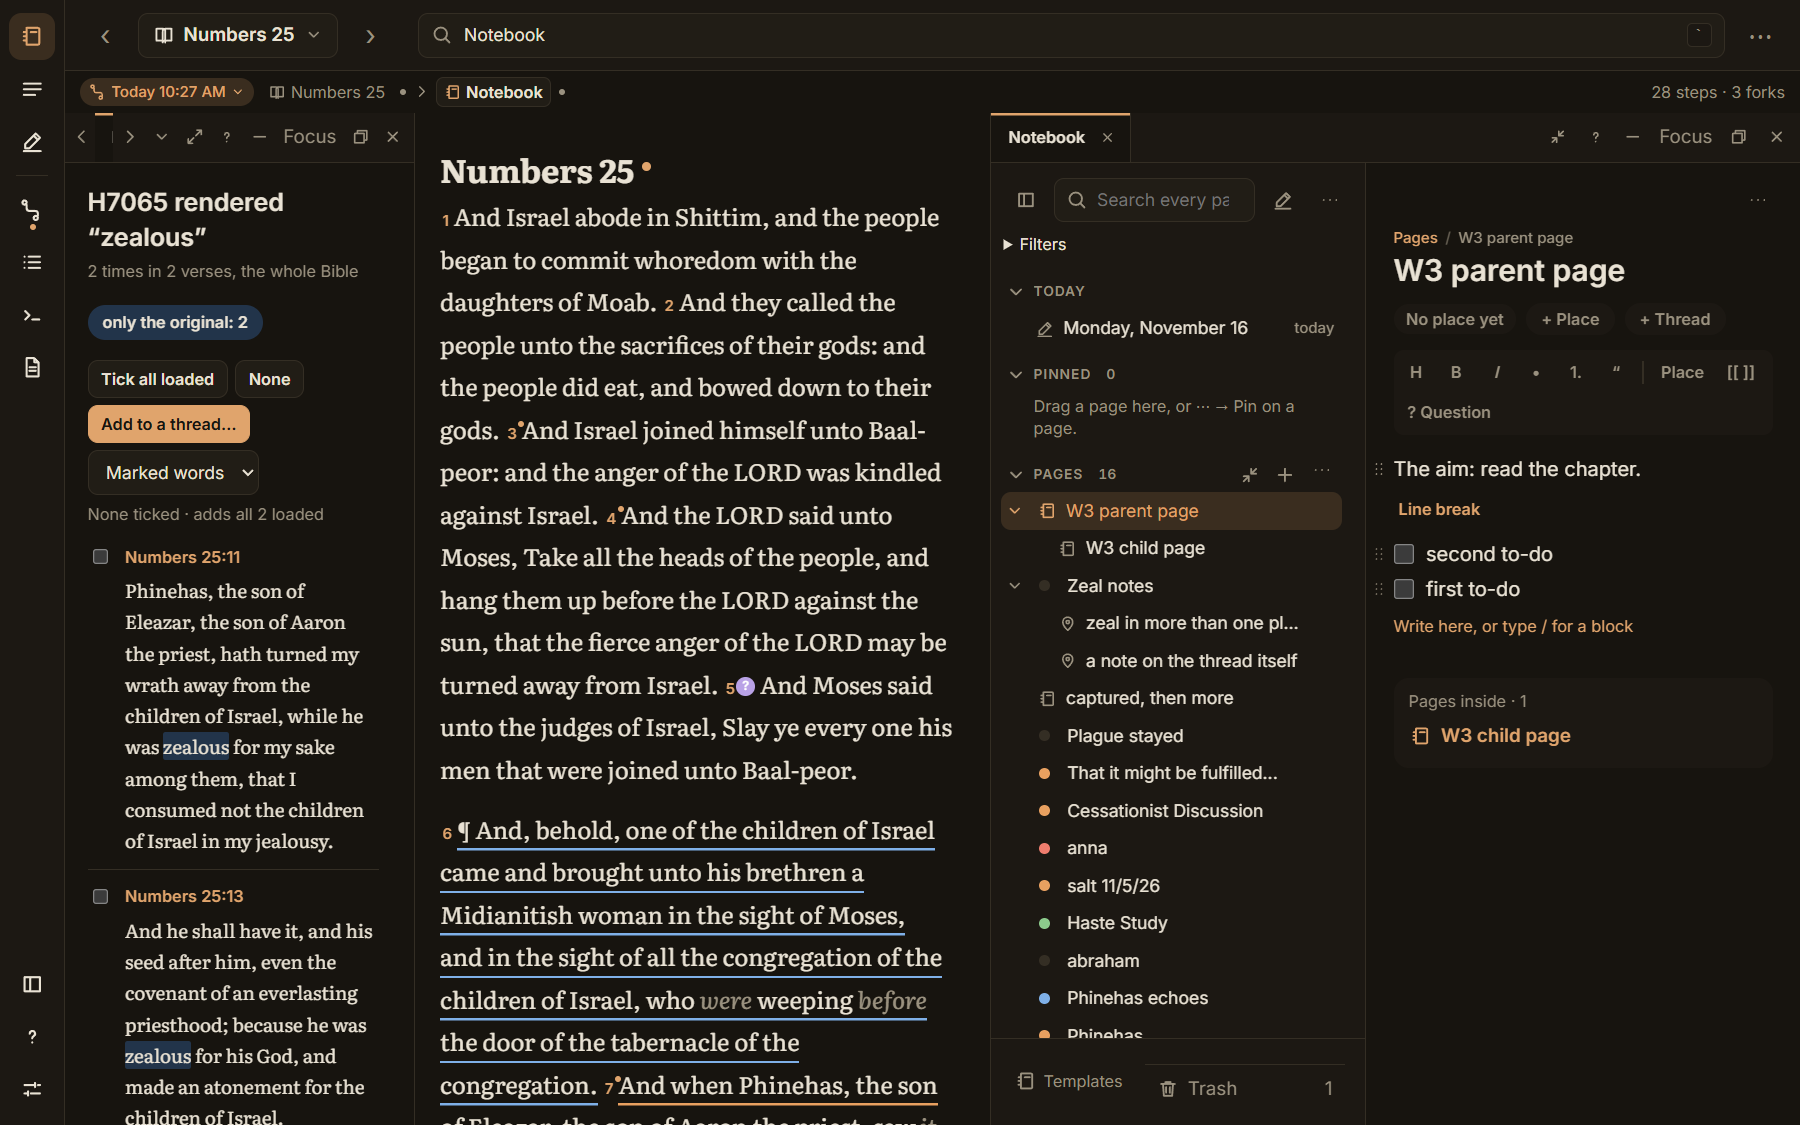 Numbers 25
Notebook
`
Today 10:27 AM
Numbers 25
Notebook
28 steps · 3 forks
?
Focus
H7065 rendered
“zealous”
2 times in 2 verses, the whole Bible
only the original: 2
Tick all loaded
None
Add to a thread...
Marked words
None ticked · adds all 2 loaded
Numbers 25:11
Phinehas, the son of
Eleazar, the son of Aaron
the priest, hath turned my
wrath away from the
children of Israel, while he
was zealous for my sake
among them, that I
consumed not the children
of Israel in my jealousy.
Numbers 25:13
And he shall have it, and his
seed after him, even the
covenant of an everlasting
priesthood; because he was
zealous for his God, and
made an atonement for the
children of Israel.
?
Numbers 25
1 And Israel abode in Shittim, and the people
began to commit whoredom with the
daughters of Moab. 2 And they called the
people unto the sacrifices of their gods: and
the people did eat, and bowed down to their
gods. 3 And Israel joined himself unto Baal-
peor: and the anger of the LORD was kindled
against Israel. 4 And the LORD said unto
Moses, Take all the heads of the people, and
hang them up before the LORD against the
sun, that the fierce anger of the LORD may be
turned away from Israel. 5 ? And Moses said
unto the judges of Israel, Slay ye every one his
men that were joined unto Baal-peor.
6 ¶ And, behold, one of the children of Israel
came and brought unto his brethren a
Midianitish woman in the sight of Moses,
and in the sight of all the congregation of the
children of Israel, who were weeping before
the door of the tabernacle of the
congregation. 7 And when Phinehas, the son
of Eleazar, the son of Aaron the priest, saw it
Notebook
?
Focus
Search every pa
Filters
TODAY
Monday, November 16
today
PINNED 0
Drag a page here, or ··· → Pin on a
page.
PAGES 16
W3 parent page
W3 child page
Zeal notes
zeal in more than one pl...
a note on the thread itself
captured, then more
Plague stayed
That it might be fulfilled...
Cessationist Discussion
anna
salt 11/5/26
Haste Study
abraham
Phinehas echoes
Phinehas
Templates
Trash
1
Pages / W3 parent page
W3 parent page
No place yet
+ Place
+ Thread
H B I • 1. “ Place [[ ]]
? Question
The aim: read the chapter.
Line break
second to-do
first to-do
Write here, or type / for a block
Pages inside · 1
W3 child page